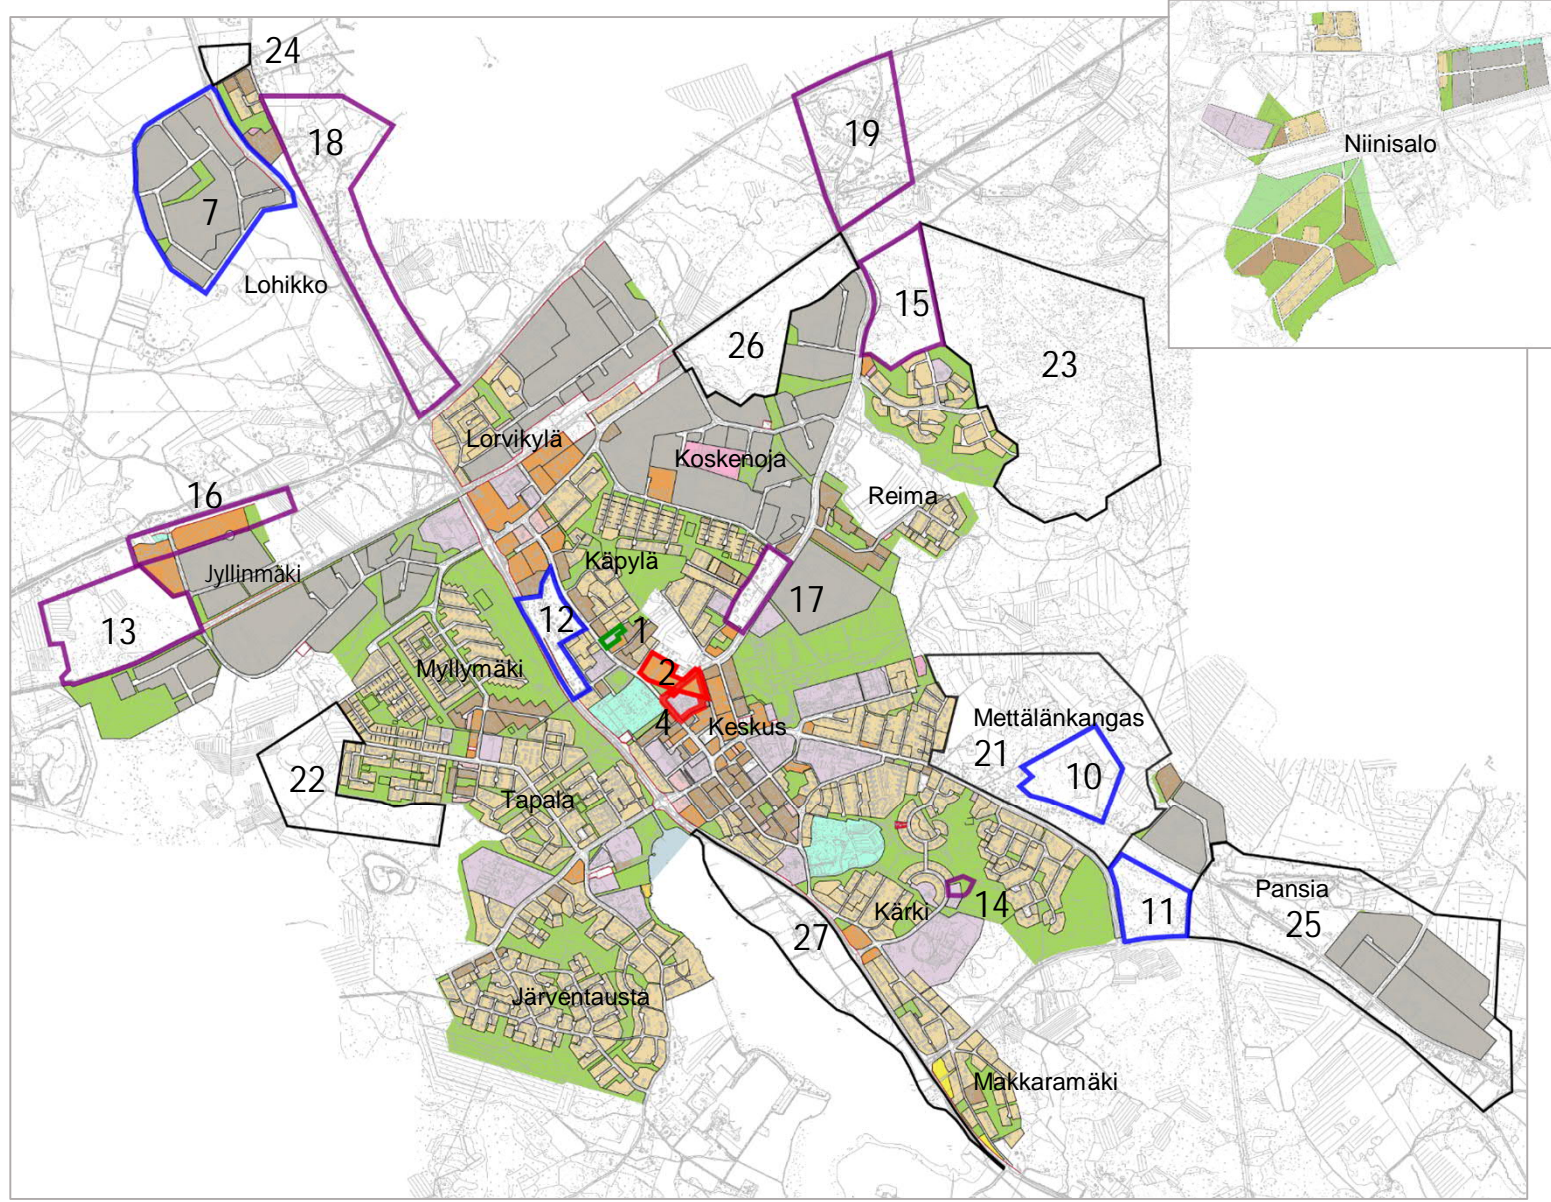 24
19
18
Niinisalo
7
Lohikko
15
26
23
Lorvikylä
Koskenoja
16
Reima
Käpylä
Jyllinmäki
17
13
12
1
Myllymäki
2
4
Keskus
Mettälänkangas
21
10
22
Tapala
Pansia
14
11
25
Kärki
27
Järventausta
Makkaramäki